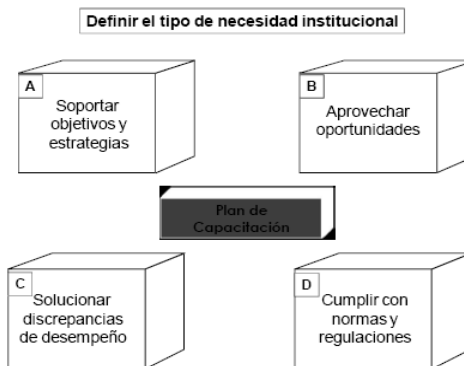 Definir el tipo de necesidad institucional
A
Soportar
objetivos y
estrategias
B
Aprovechar
oportunidades
Plan de
Capacitación
C
Solucionar
discrepancias
de desempeño
D
Cumplir con
normas y
regulaciones